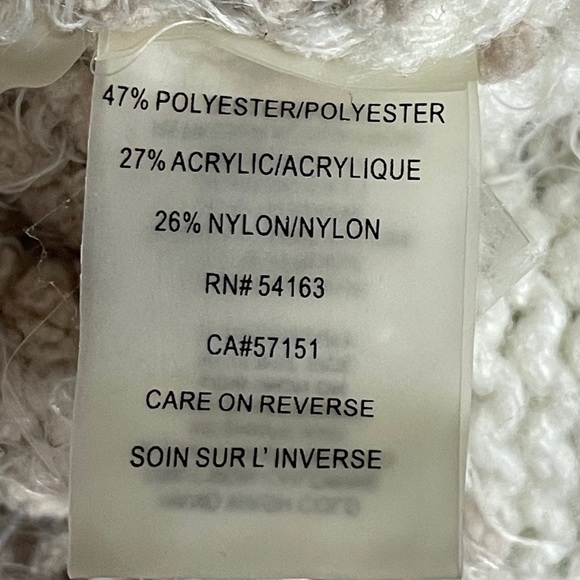 47% POLYESTER/POLYESTER
27% ACRYLIC/ACRYLIQUE
26% NYLON/NYLON
RN# 54163
CA#57151
CARE ON REVERSE
SOIN SUR L' INVERSE